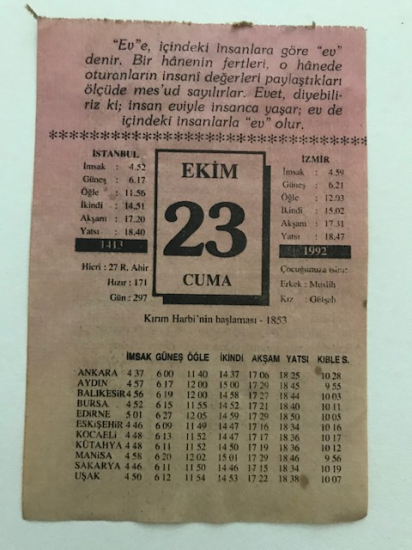 "Ev"e, içindeki insanlara göre "ev"
denir. Bir hânenin fertleri, o hânede
oturanların insanî değerleri paylaştıkları
ölçüde mes'ud sayılırlar. Evet, diyebili-
riz ki; insan eviyle insanca yaşar; ev de
içindeki insanlarla "ev" olur.
İSTANBUL
İmsak : 4.52
Güneş : 6.17
Öğle : 11.56
İkindi : 14.51
Akşam : 17.20
Yatsı : 18.40
1413
Hicri : 27 R. Ahir
Hızır : 171
Gün : 297
EKİM
23
CUMA
İZMİR
İmsak : 4.59
Güneş : 6.21
Öğle : 12.03
İkindi : 15.02
Akşam : 17.31
Yatsı : 18.47
1992
Çocuğunuza isim:
Erkek : Muslih
Kız : Gülşeh
Kırım Harbi'nin başlaması - 1853
İMSAK GÜNEŞ ÖĞLE İKİNDİ AKŞAM YATSI KIBLE S.
ANKARA 4 37 6 00 11 40 14 37 17 06 18 25 10 28
AYDIN 4 57 6 17 12 00 15 00 17 29 18 45 9 55
BALIKESİR 4 56 6 19 12 00 14 58 17 27 18 44 10 03
BURSA 4 52 6 15 11 55 14 52 17 21 18 40 10 11
EDİRNE 5 01 6 27 12 05 14 59 17 29 18 50 10 05
ESKİŞEHİR 4 46 6 09 11 49 14 47 17 16 18 34 10 16
KOCAELİ 4 48 6 13 11 52 14 47 17 17 18 36 10 17
KÜTAHYA 4 48 6 11 11 52 14 50 17 19 18 36 10 12
MANİSA 4 58 6 20 12 02 15 01 17 29 18 46 9 56
SAKARYA 4 46 6 11 11 50 14 46 17 15 18 34 10 19
UŞAK 4 50 6 12 11 54 14 53 17 22 18 38 10 07